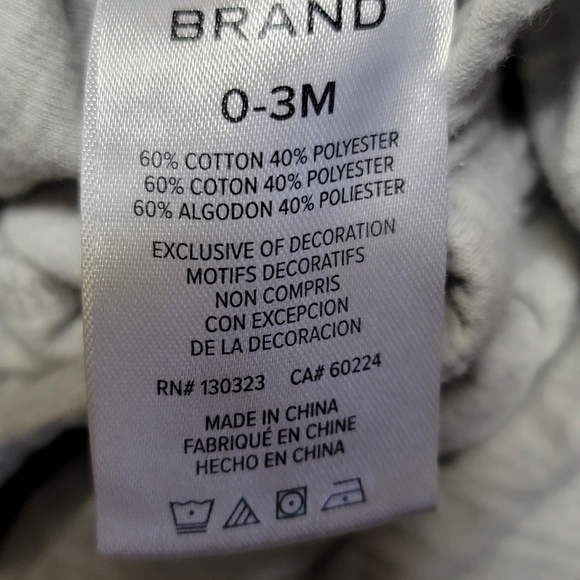 BRAND
0-3M
60% COTTON 40% POLYESTER
60% COTON 40% POLYESTER
60% ALGODON 40% POLIESTER
EXCLUSIVE OF DECORATION
MOTIFS DECORATIFS
NON COMPRIS
CON EXCEPCION
DE LA DECORACION
RN# 130323 CA# 60224
MADE IN CHINA
FABRIQUÉ EN CHINE
HECHO EN CHINA